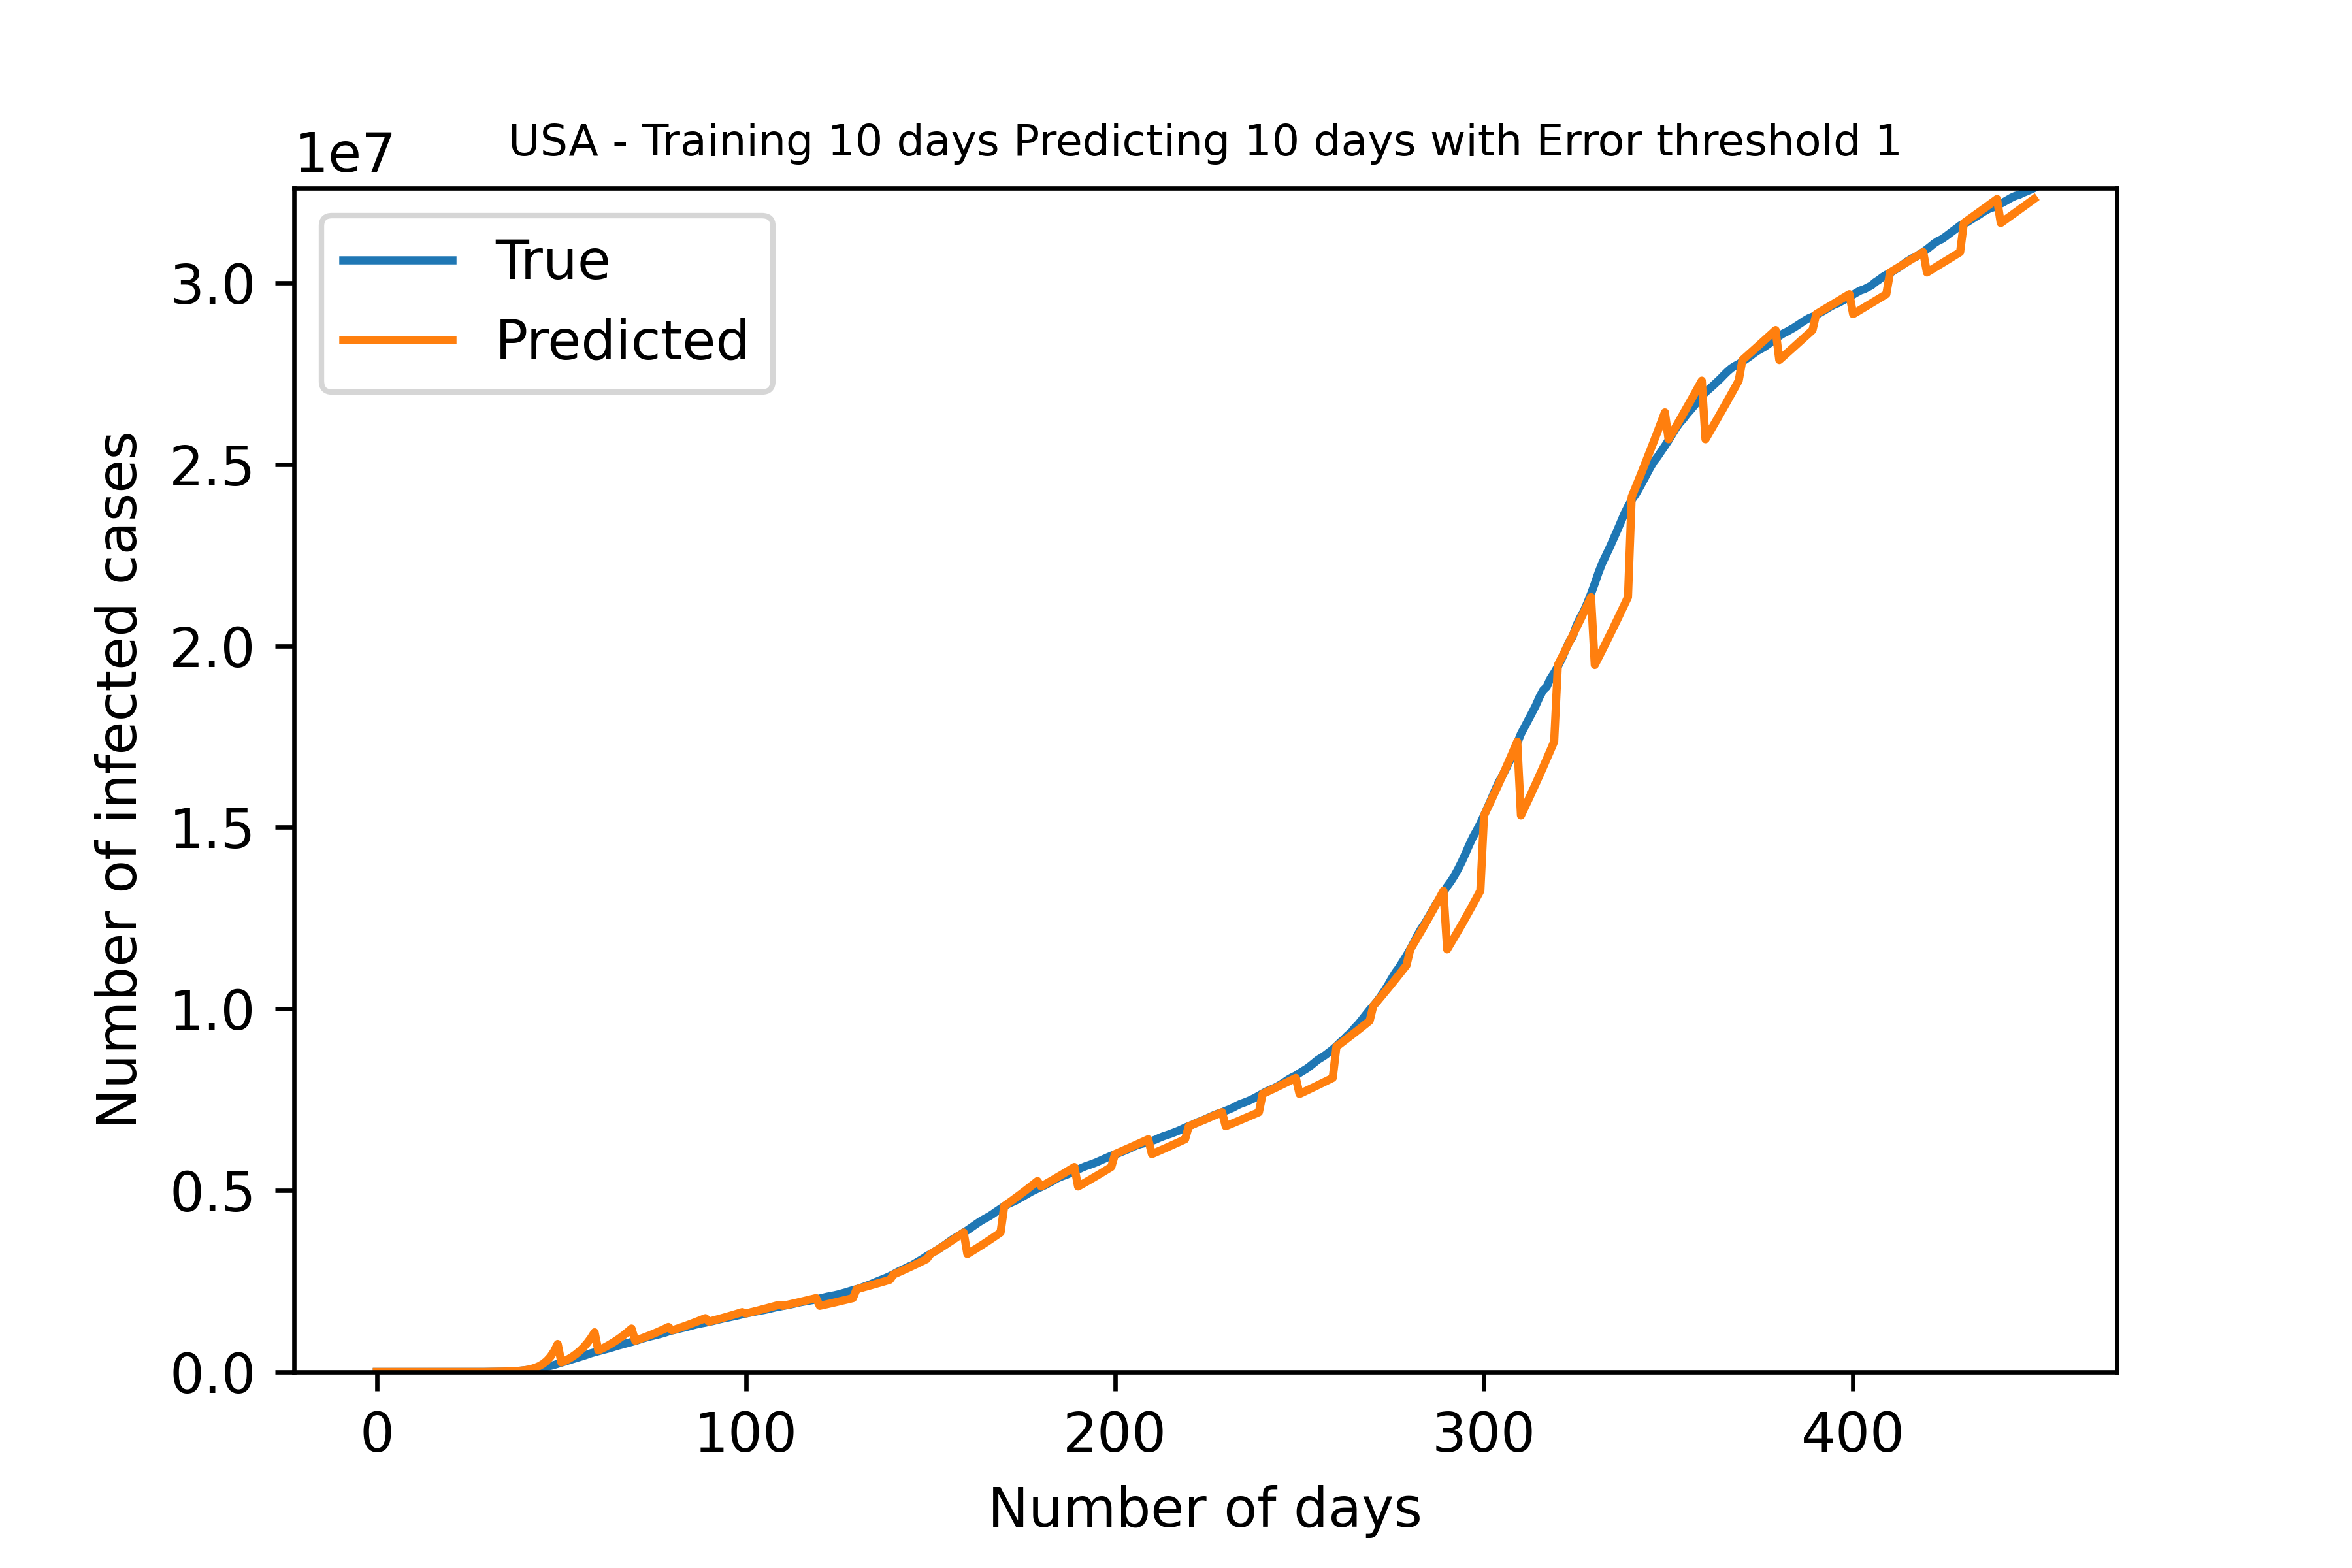 USA - Training 10 days Predicting 10 days with Error threshold 1
1e7
True
Predicted
3.0
2.5
2.0
1.5
1.0
0.5
0.0
Number of infected cases
0 100 200 300 400
Number of days